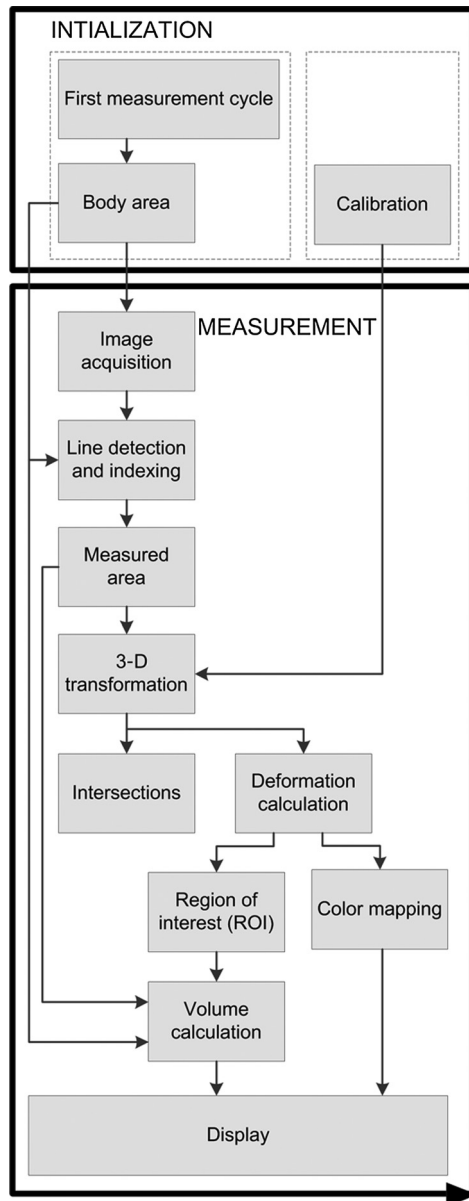 INTIALIZATION
First measurement cycle
Body area
Calibration
MEASUREMENT
Image
acquisition
Line detection
and indexing
Measured
area
3-D
transformation
Intersections
Deformation
calculation
Region of
interest (ROI)
Color mapping
Volume
calculation
Display